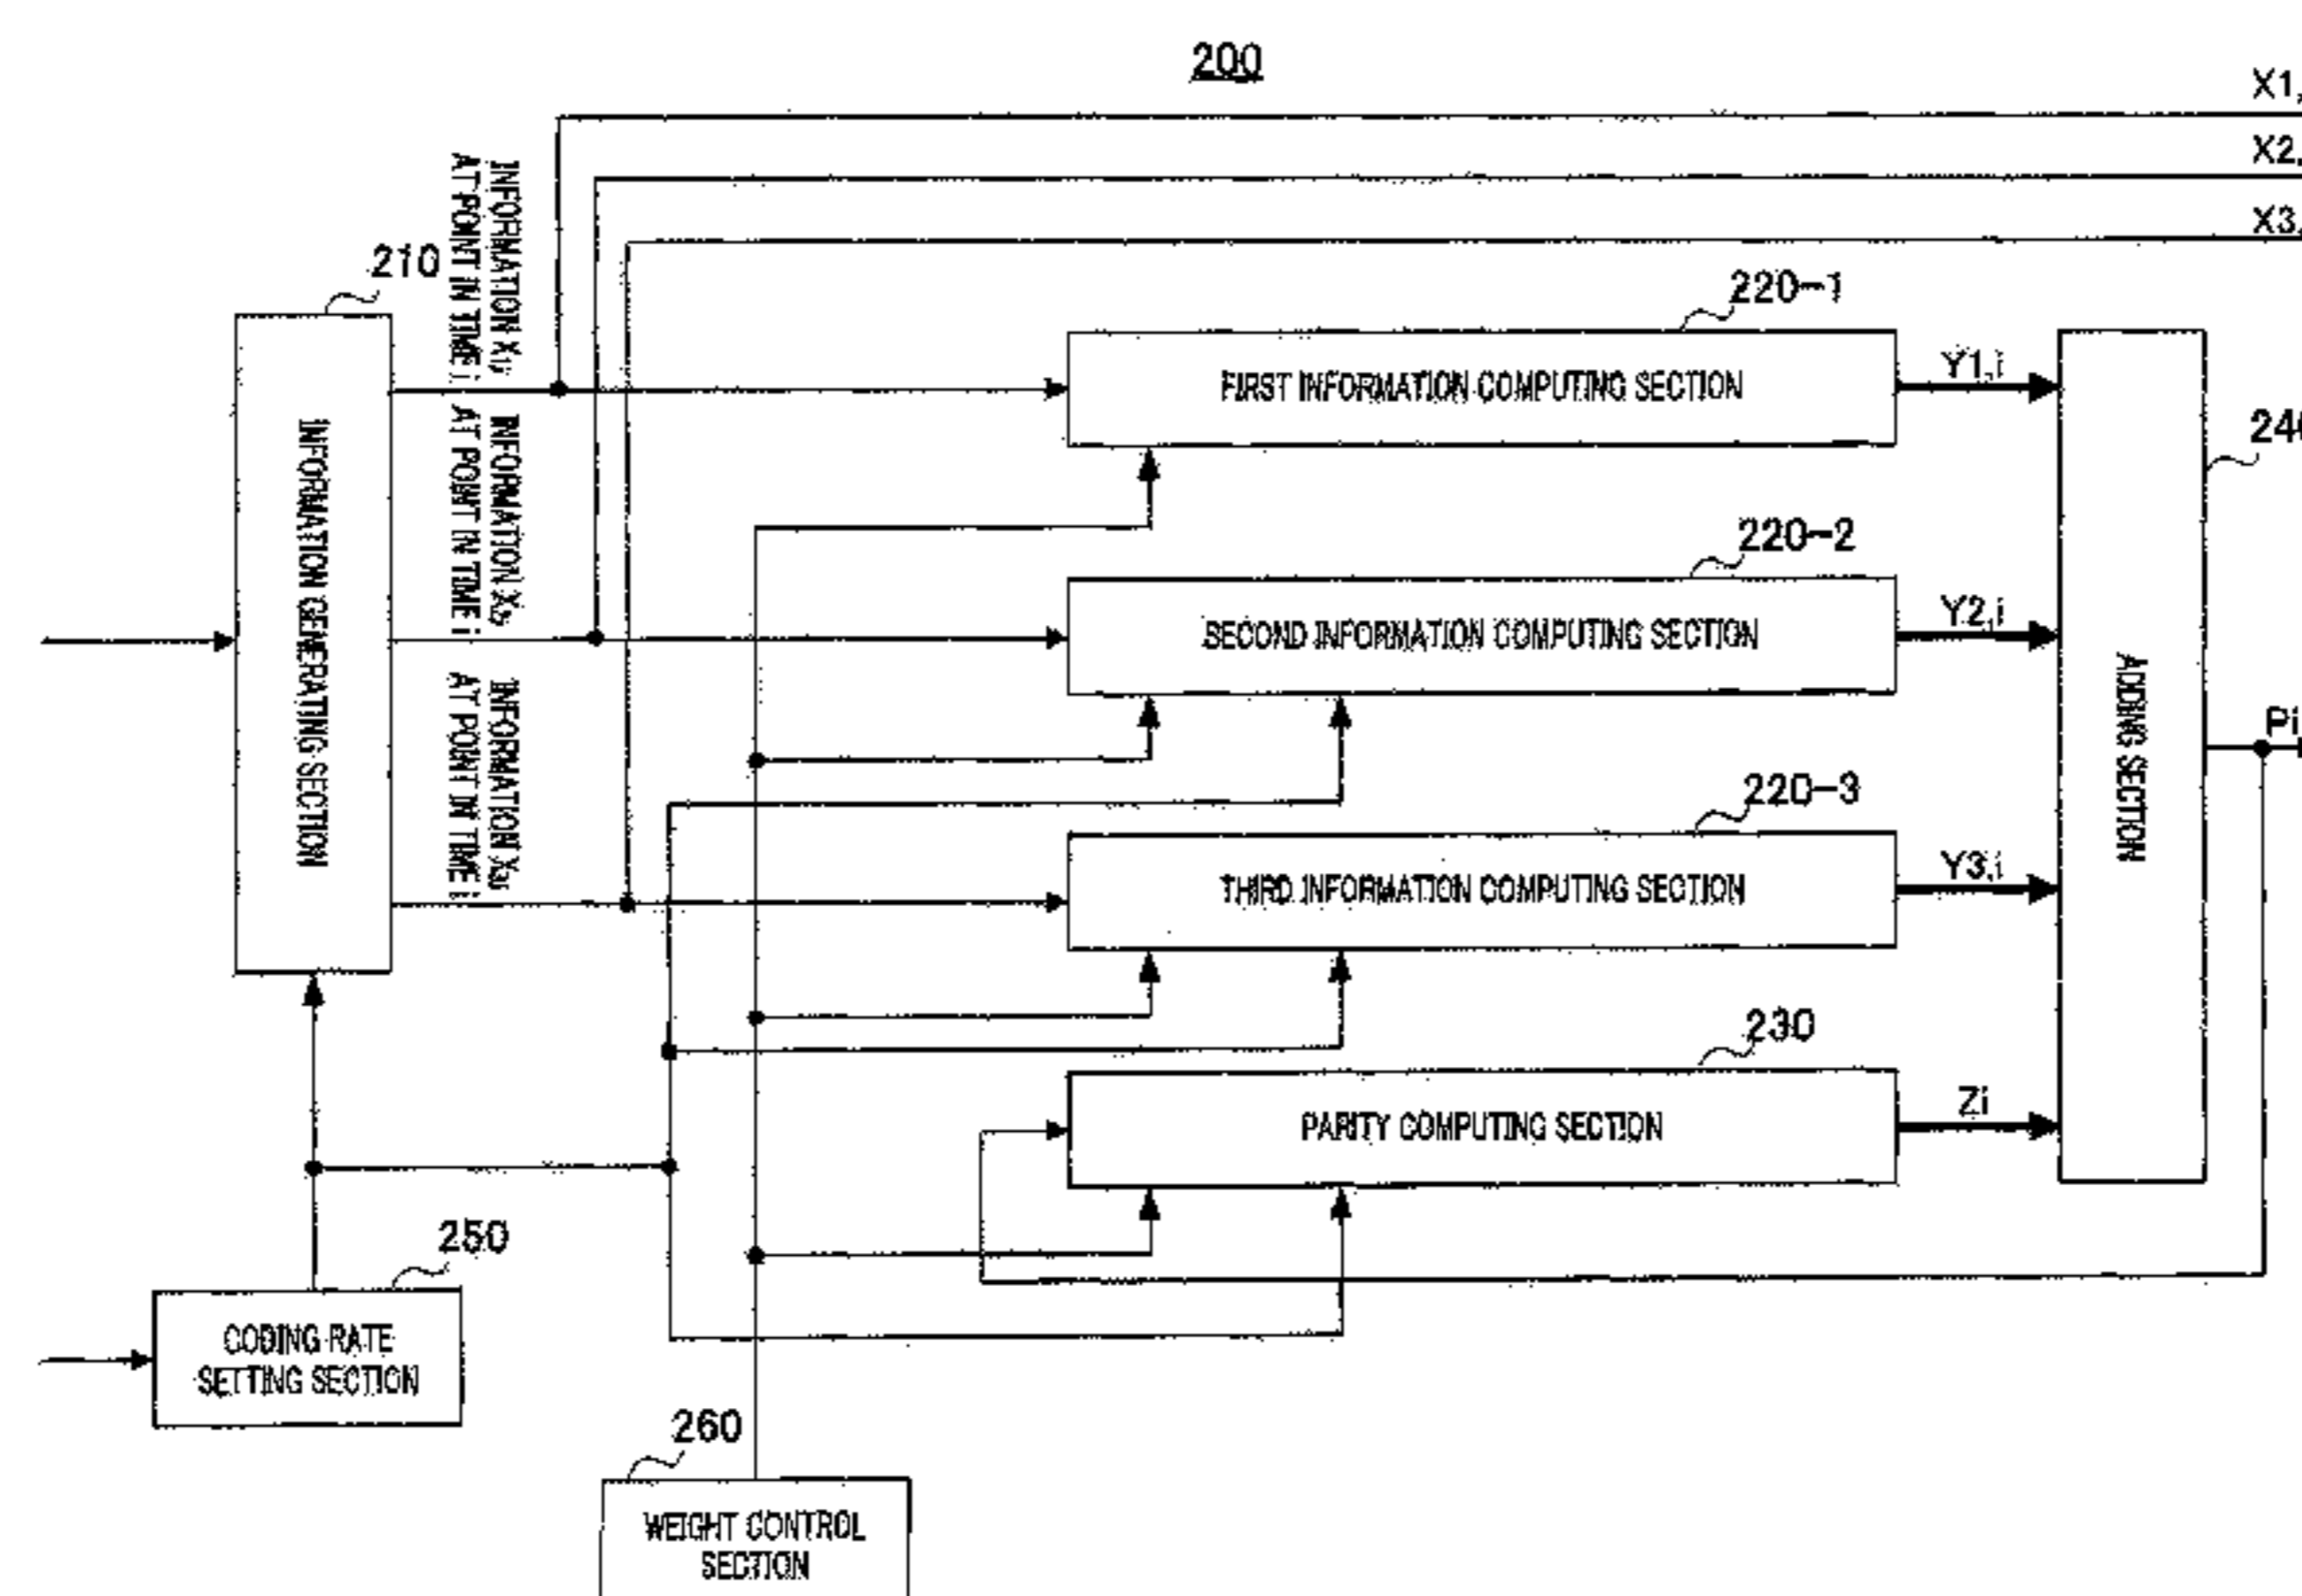 200
X1,
X2,
X3,
210
INFORMATION X1,i
AT POINT IN TIME i
INFORMATION X2,i
AT POINT IN TIME i
INFORMATION X3,i
AT POINT IN TIME i
INFORMATION GENERATING SECTION
220-1
FIRST INFORMATION COMPUTING SECTION
Y1,i
240
220-2
SECOND INFORMATION COMPUTING SECTION
Y2,i
ADDING SECTION
Pi
220-3
THIRD INFORMATION COMPUTING SECTION
Y3,i
230
PARITY COMPUTING SECTION
Zi
250
CODING RATE
SETTING SECTION
260
WEIGHT CONTROL
SECTION